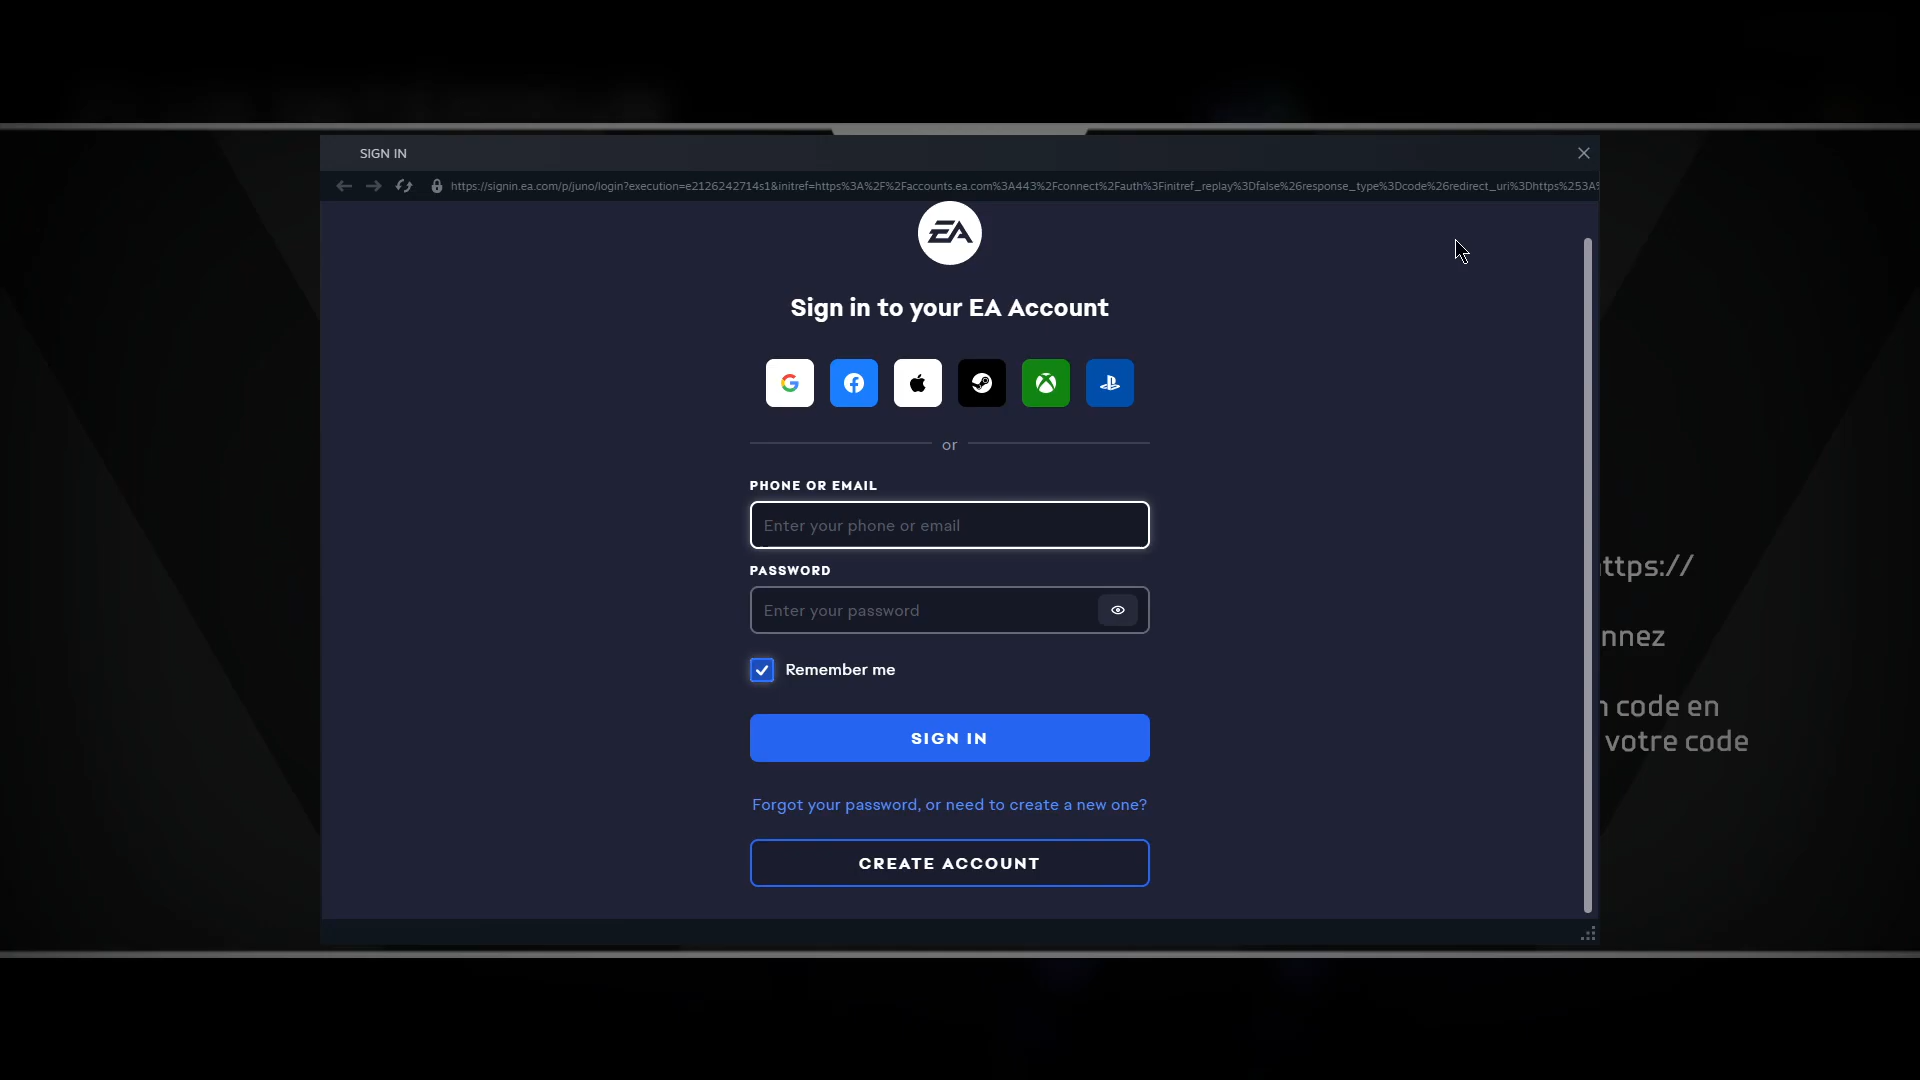 SIGN IN
https://signin.ea.com/p/juno/login?execution=e2126242714s1&initref=https%3A%2F%2Faccounts.ea.com%3A443%2Fconnect%2Fauth%3Finitref_replay%3Dfalse%26response_type%3Dcode%26redirect_uri%3Dhttps%253A%
EA
Sign in to your EA Account
or
PHONE OR EMAIL
Enter your phone or email
PASSWORD
Enter your password
Remember me
SIGN IN
Forgot your password, or need to create a new one?
CREATE ACCOUNT
ttps://
nnez
code en
votre code